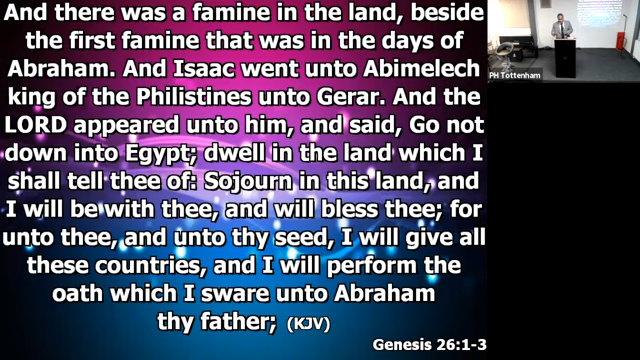 And there was a famine in the land, beside
the first famine that was in the days of
Abraham. And Isaac went unto Abimelech
king of the Philistines unto Gerar. And the
LORD appeared unto him, and said, Go not
down into Egypt; dwell in the land which I
shall tell thee of: Sojourn in this land, and
I will be with thee, and will bless thee; for
unto thee, and unto thy seed, I will give all
these countries, and I will perform the
oath which I sware unto Abraham
thy father; (KJV)
Genesis 26:1-3
PH Tottenham